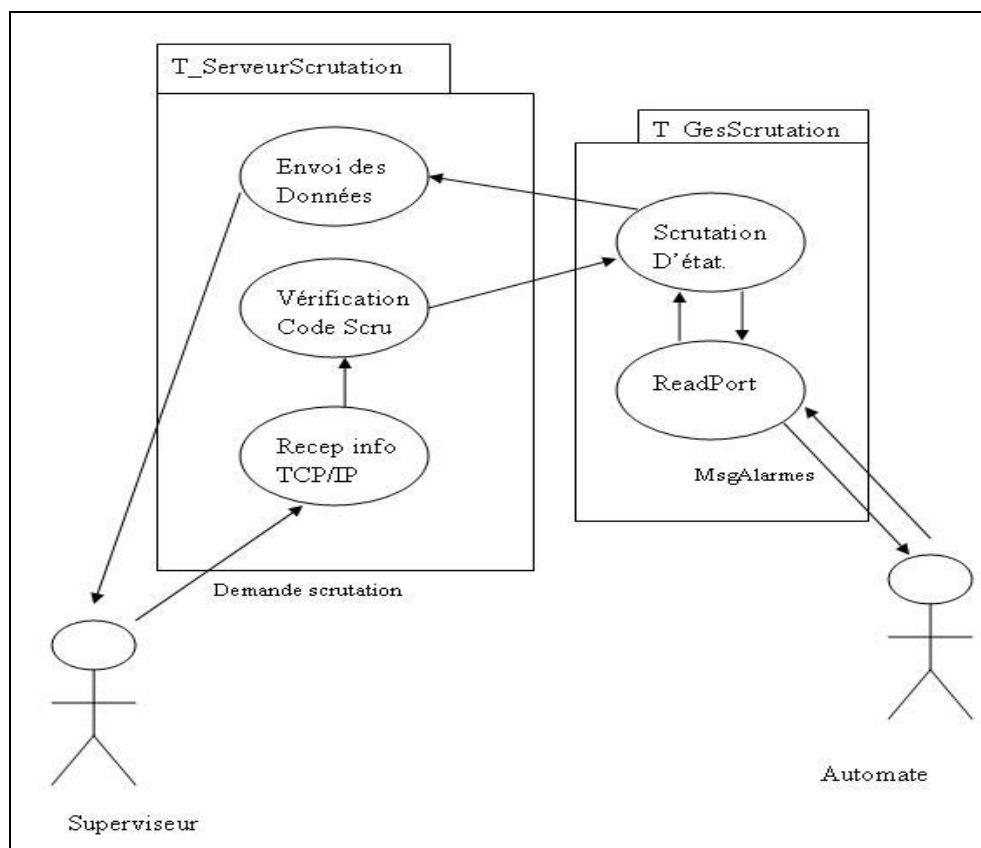 T_ServeurScrutation
T_GesScrutation
Envoi des
Données
Scrutation
D'état.
Vérification
Code Scru
ReadPort
Recep info
TCP/IP
MsgAlarmes
Demande scrutation
Automate
Superviseur